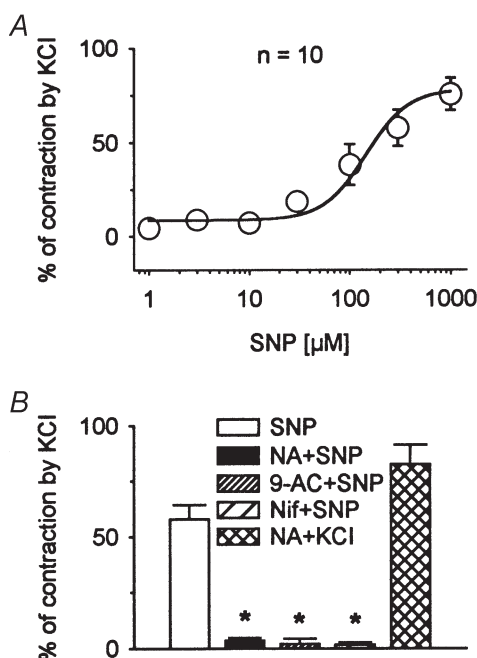 A
% of contraction by KCl
100
50
0
n = 10
1
10
100
1000
SNP [µM]
B
% of contraction by KCl
100
50
0
SNP
NA+SNP
9-AC+SNP
Nif+SNP
NA+KCl
* * *